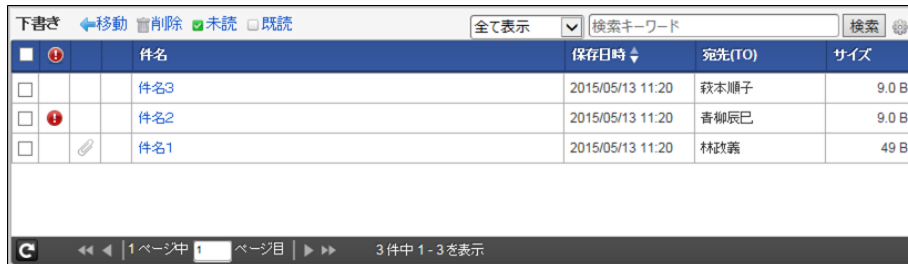 下書き 移動 削除 未読 既読 全て表示 検索キーワード 検索
件名 保存日時 宛先(TO) サイズ
件名3 2015/05/13 11:20 萩本順子 9.0 B
件名2 2015/05/13 11:20 青柳辰巳 9.0 B
件名1 2015/05/13 11:20 林政義 49 B
1 ページ中 1 ページ目 3 件中 1 - 3 を表示